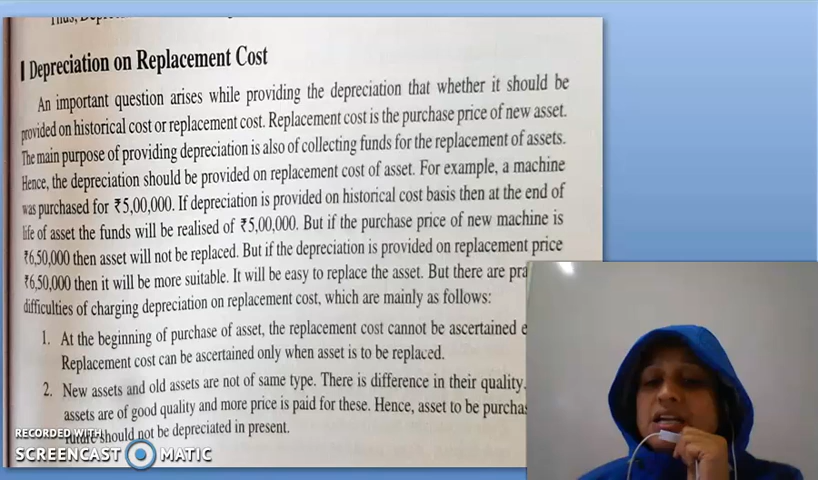 Thus,
Depreciation on Replacement Cost
An important question arises while providing the depreciation that whether it should be
provided on historical cost or replacement cost. Replacement cost is the purchase price of new asset.
The main purpose of providing depreciation is also of collecting funds for the replacement of assets.
Hence, the depreciation should be provided on replacement cost of asset. For example, a machine
was purchased for ₹5,00,000. If depreciation is provided on historical cost basis then at the end of
life of asset the funds will be realised of ₹5,00,000. But if the purchase price of new machine is
₹6,50,000 then asset will not be replaced. But if the depreciation is provided on replacement price
₹6,50,000 then it will be more suitable. It will be easy to replace the asset. But there are
difficulties of charging depreciation on replacement cost, which are mainly as follows:
1. At the beginning of purchase of asset, the replacement cost cannot be ascertained
Replacement cost can be ascertained only when asset is to be replaced.
2. New assets and old assets are not of same type. There is difference in their quality.
assets are of good quality and more price is paid for these. Hence, asset to be
future should not be depreciated in present.
RECORDED WITH
SCREENCAST MATIC